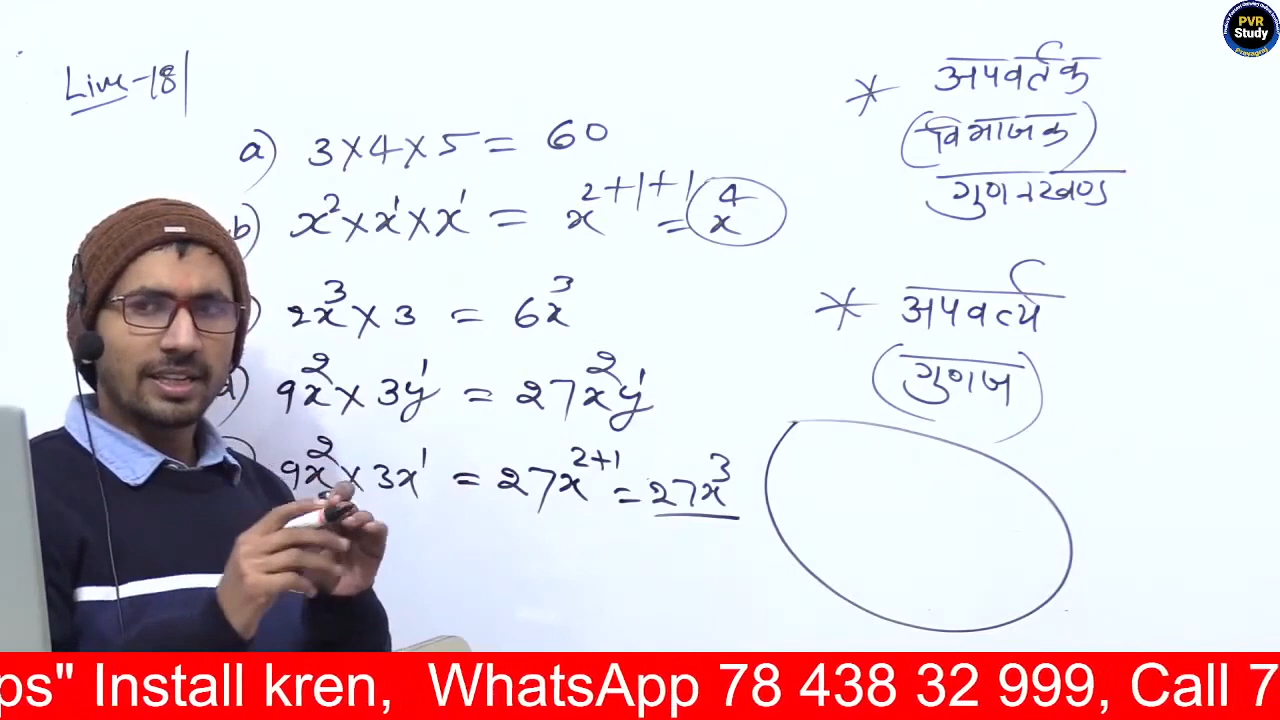 PVR
Study
Prayagraj
Live-18
a) 3×4×5 = 60
b) x²×x¹×x¹ = x²⁺¹⁺¹ = x⁴
2x³×3 = 6x³
d) 9x²×3y¹ = 27x²y¹
9x²×3x¹ = 27x²⁺¹ = 27x³
* अपवर्तक
(विभाजक)
गुणनखण्ड
* अपवर्त्य
(गुणज)
ps" Install kren, WhatsApp 78 438 32 999, Call 7